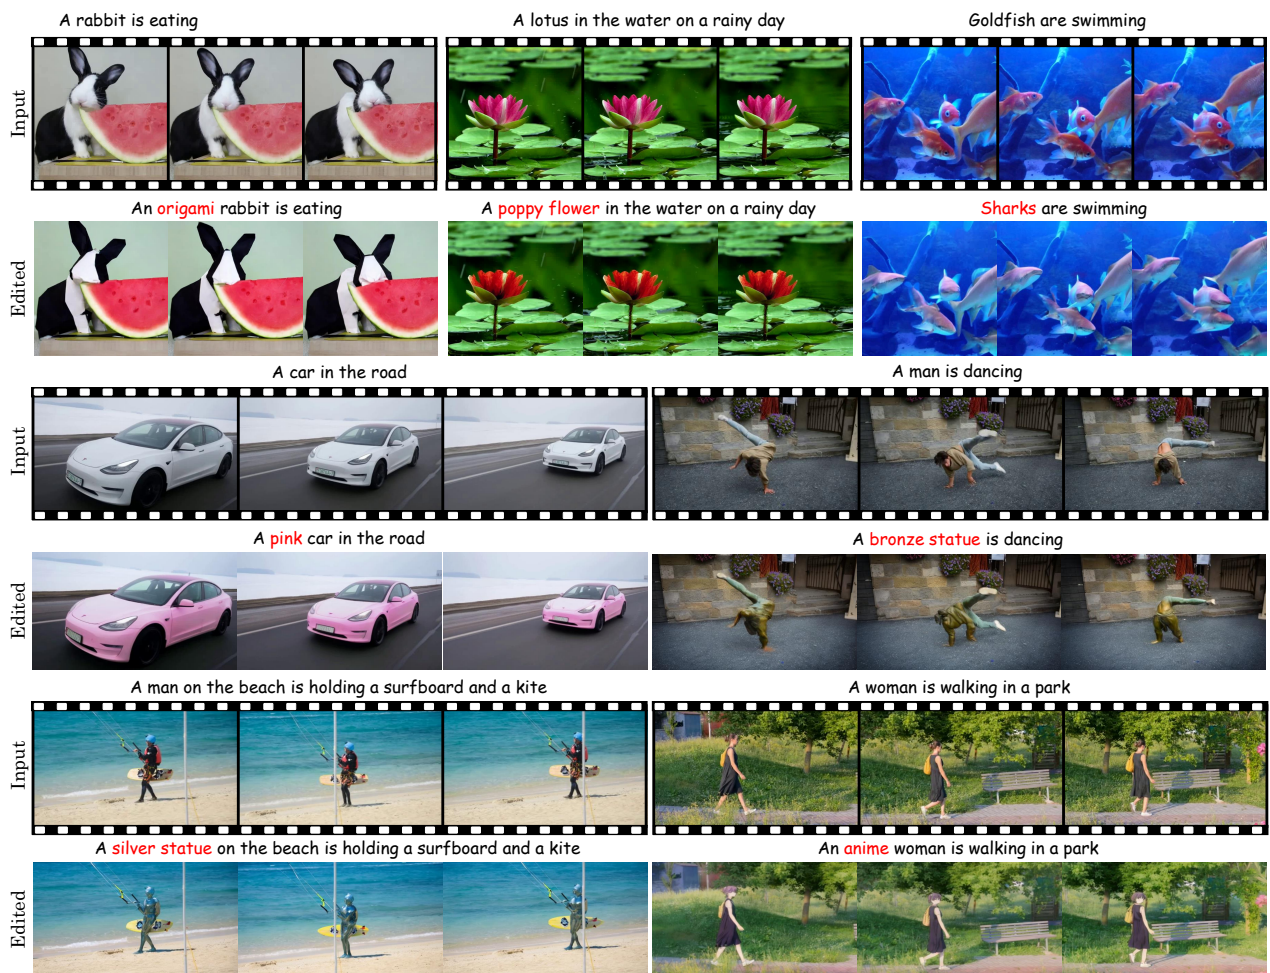 A rabbit is eating
A lotus in the water on a rainy day
Goldfish are swimming
Input
An origami rabbit is eating
A poppy flower in the water on a rainy day
Sharks are swimming
Edited
A car in the road
A man is dancing
Input
A pink car in the road
A bronze statue is dancing
Edited
A man on the beach is holding a surfboard and a kite
A woman is walking in a park
Input
A silver statue on the beach is holding a surfboard and a kite
An anime woman is walking in a park
Edited